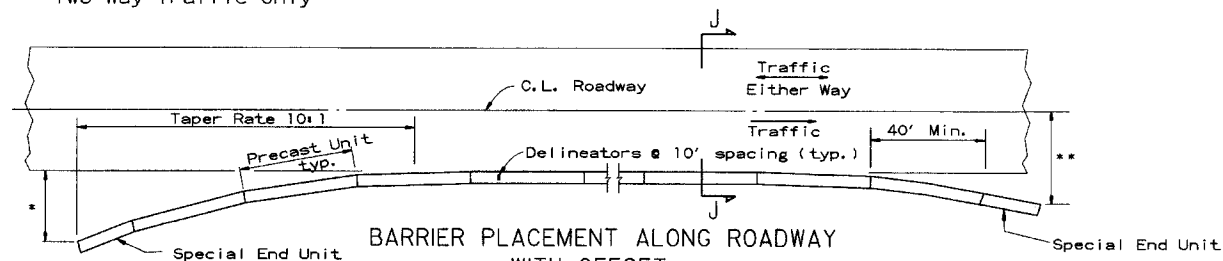 Two Way Traffic Only
J
Traffic
C.L. Roadway
Either Way
Taper Rate 10:1
Traffic
40' Min.
Precast Unit
typ.
Delineators @ 10' spacing (typ.)
**
*
J
BARRIER PLACEMENT ALONG ROADWAY
Special End Unit
Special End Unit
WITH OFFSET